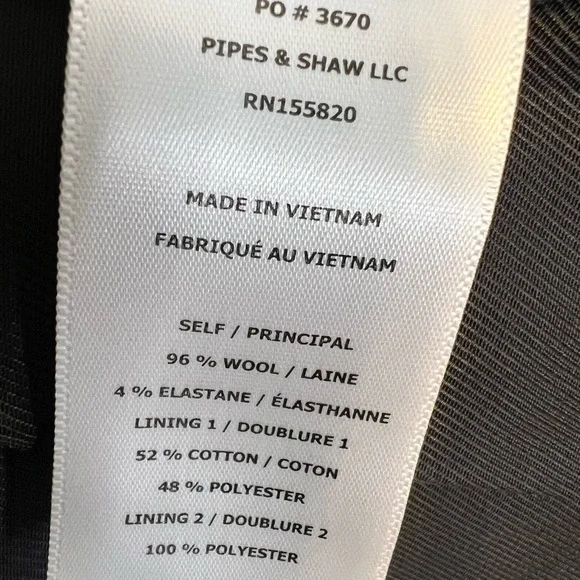 PO # 3670
PIPES & SHAW LLC
RN155820
MADE IN VIETNAM
FABRIQUÉ AU VIETNAM
SELF / PRINCIPAL
96 % WOOL / LAINE
4 % ELASTANE / ÉLASTHANNE
LINING 1 / DOUBLURE 1
52 % COTTON / COTON
48 % POLYESTER
LINING 2 / DOUBLURE 2
100 % POLYESTER